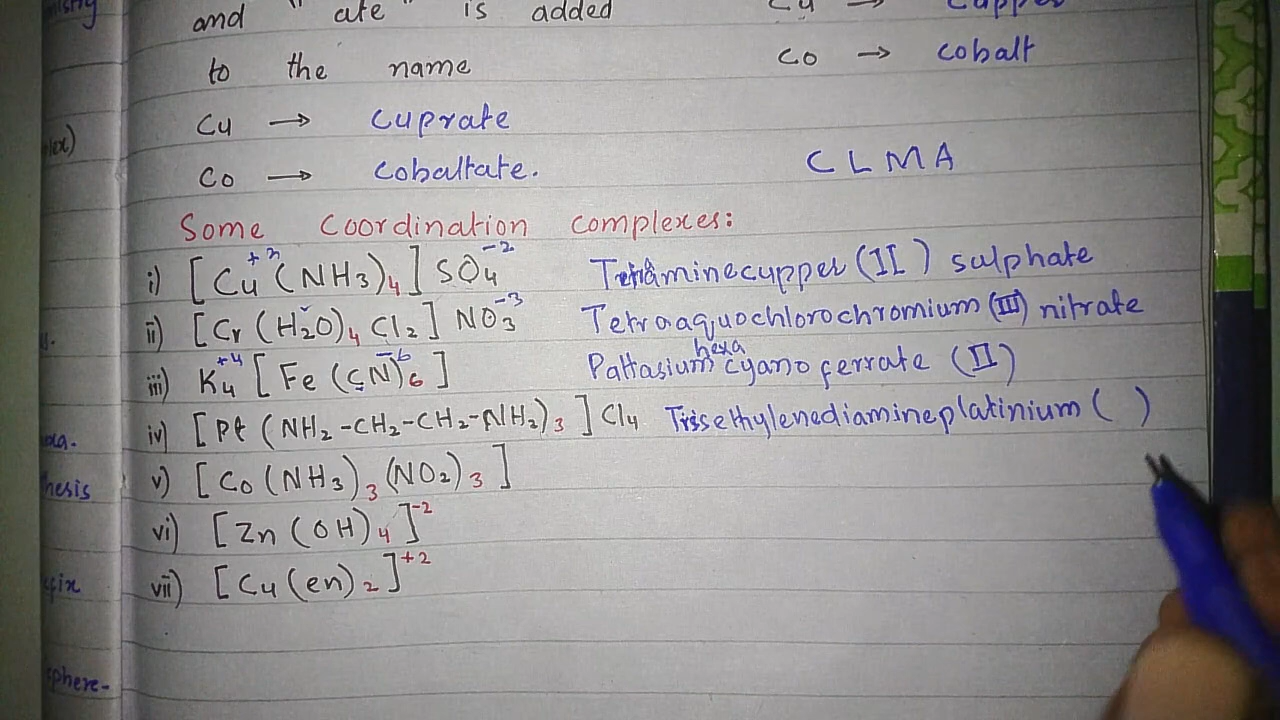 and "ate" is added
to the name
CO → cobalt
Cu → cuprate
Co → cobaltate.
C L M A
Some coordination complexes:
i) [Cu⁺²(NH3)4] SO4⁻² Tetraminecupper (II) sulphate
ii) [Cr(H2O)4 Cl2] NO3⁻³ Tetraaquochlorochromium (III) nitrate
iii) K4⁺⁴ [Fe(CN)6⁻⁶] Pattasium hexa cyano ferrate (II)
iv) [Pt(NH2-CH2-CH2-NH2)3] Cl4 Trissethylenediamineplatinium ( )
v) [Co(NH3)3(NO2)3]
vi) [Zn(OH)4]⁻²
vii) [Cu(en)2]⁺²